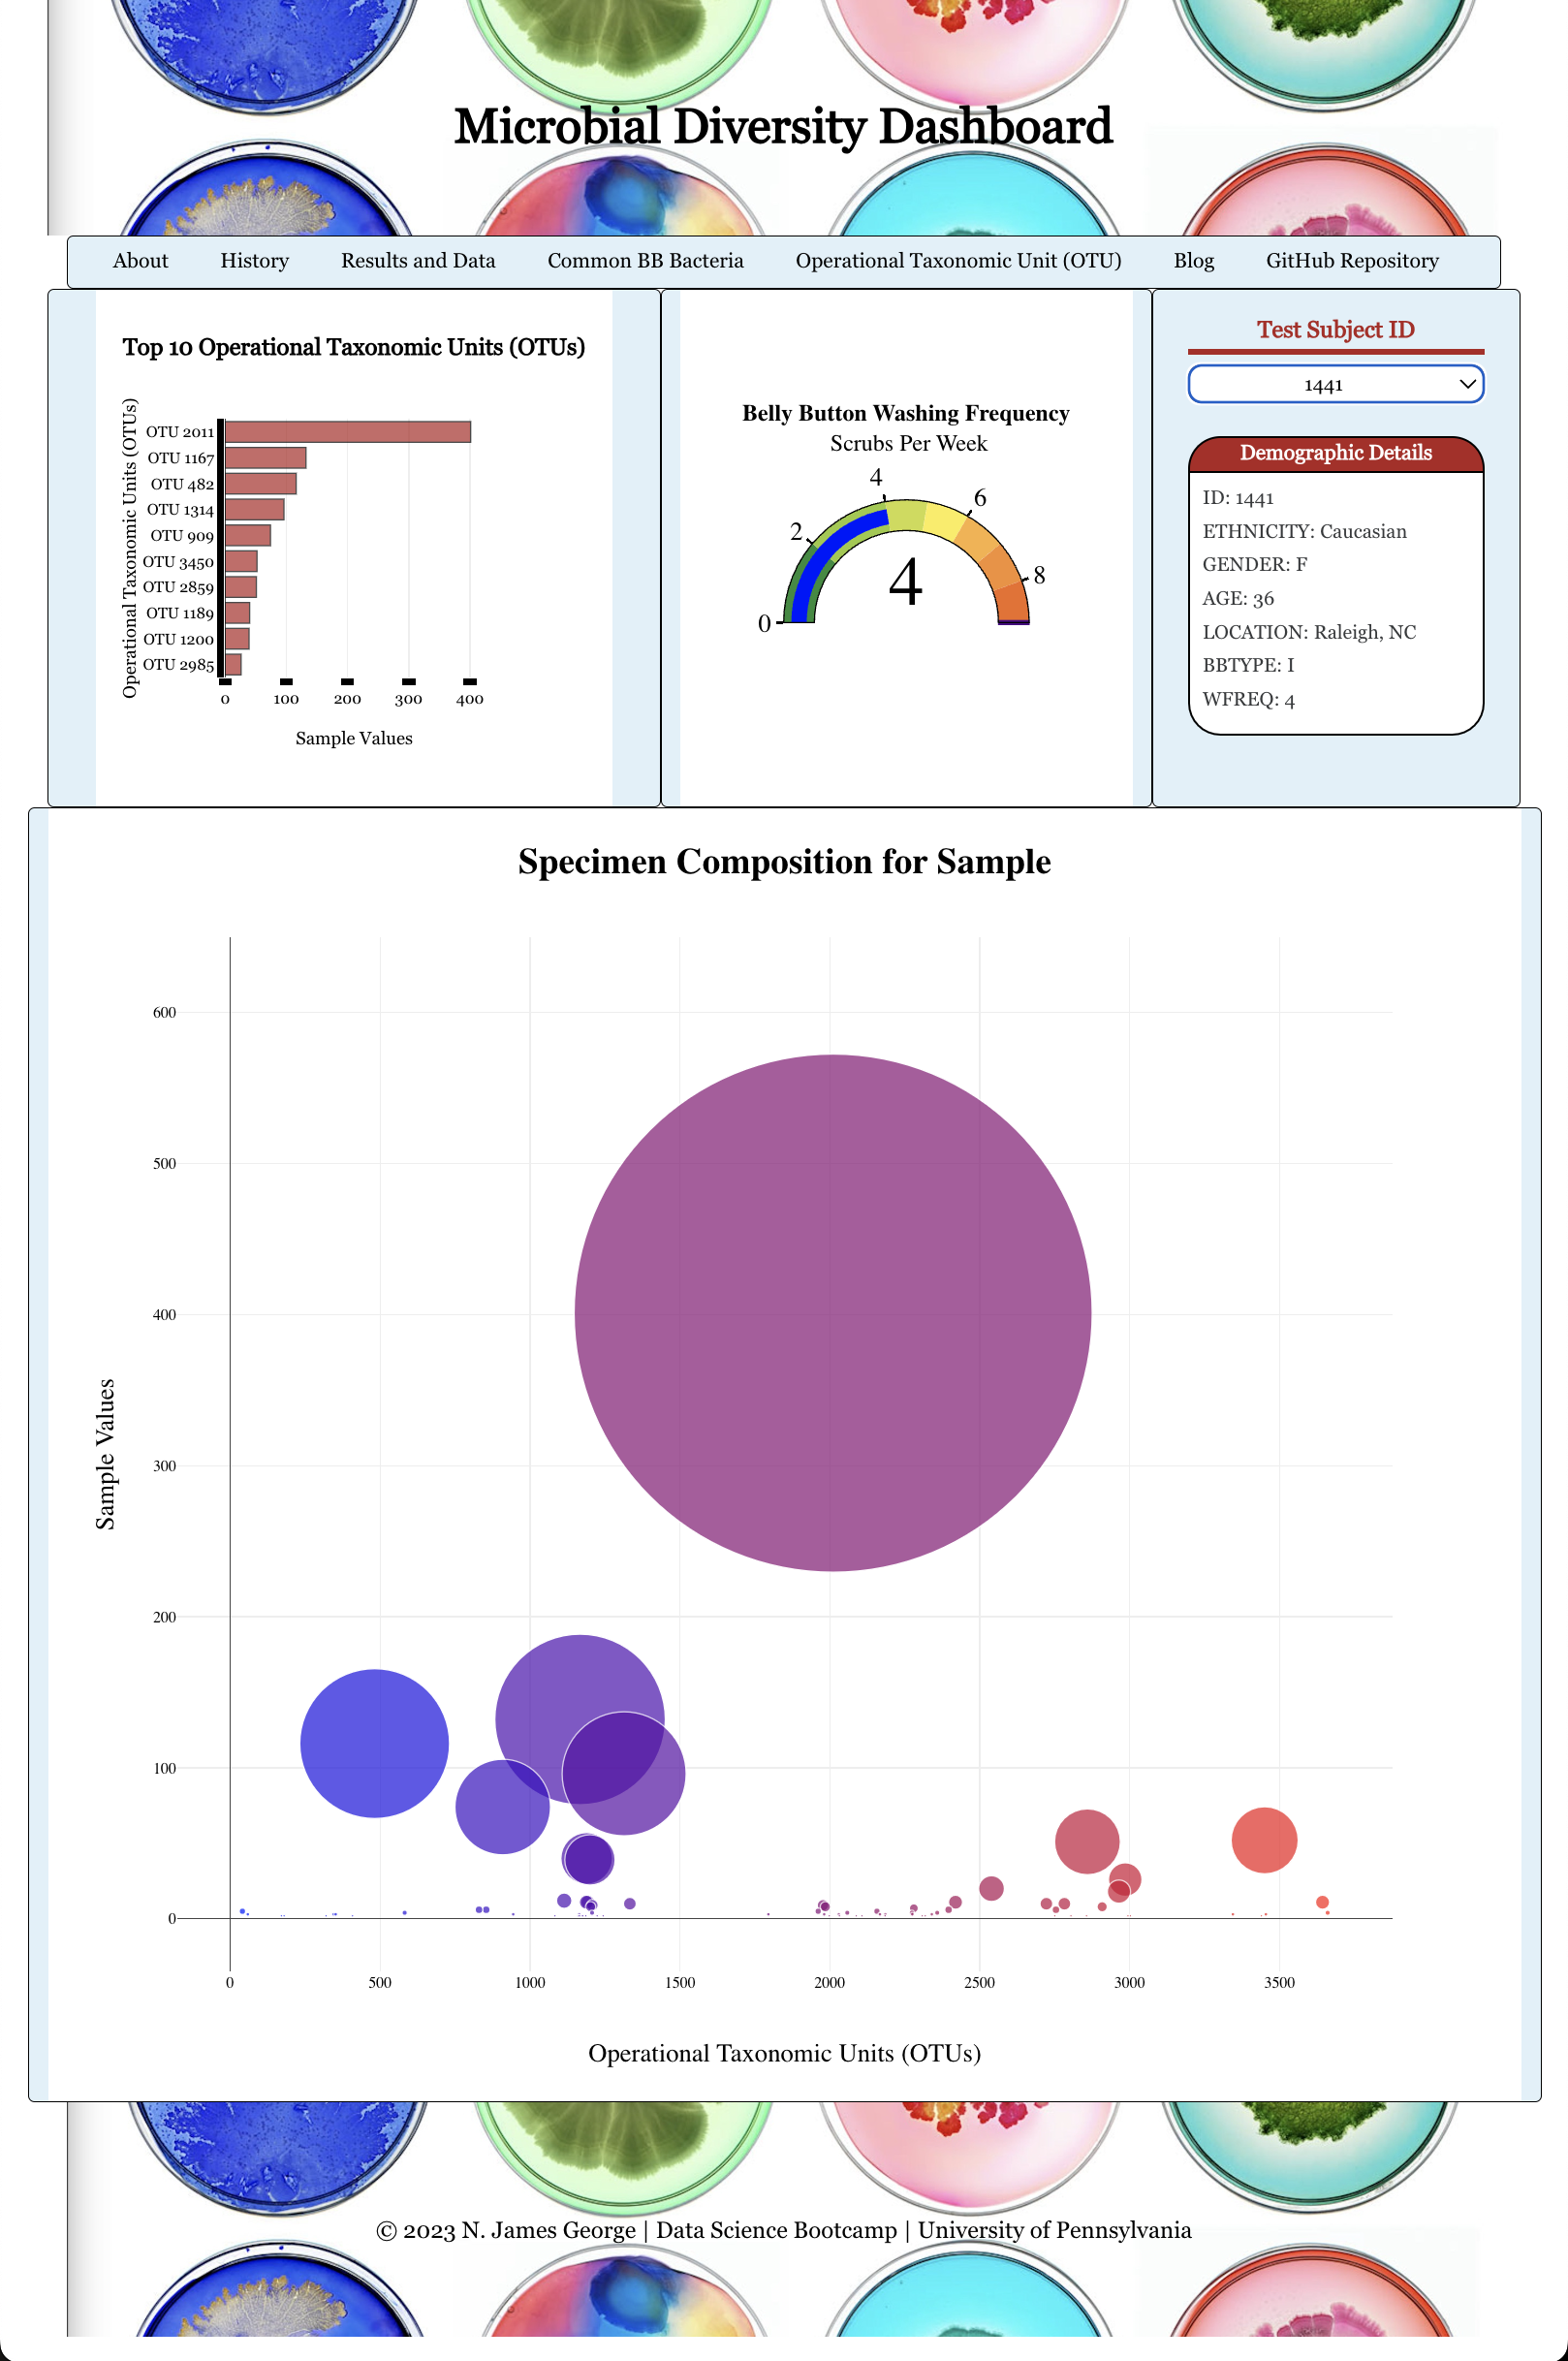 Microbial Diversity Dashboard
About History Results and Data Common BB Bacteria Operational Taxonomic Unit (OTU) Blog GitHub Repository
Top 10 Operational Taxonomic Units (OTUs)
Operational Taxonomic Units (OTUs)
OTU 2011
OTU 1167
OTU 482
OTU 1314
OTU 909
OTU 3450
OTU 2859
OTU 1189
OTU 1200
OTU 2985
0 100 200 300 400
Sample Values
Belly Button Washing Frequency
Scrubs Per Week
0
2
4
6
8
4
Test Subject ID
1441
Demographic Details
ID: 1441
ETHNICITY: Caucasian
GENDER: F
AGE: 36
LOCATION: Raleigh, NC
BBTYPE: I
WFREQ: 4
Specimen Composition for Sample
Sample Values
600
500
400
300
200
100
0
0 500 1000 1500 2000 2500 3000 3500
Operational Taxonomic Units (OTUs)
© 2023 N. James George | Data Science Bootcamp | University of Pennsylvania